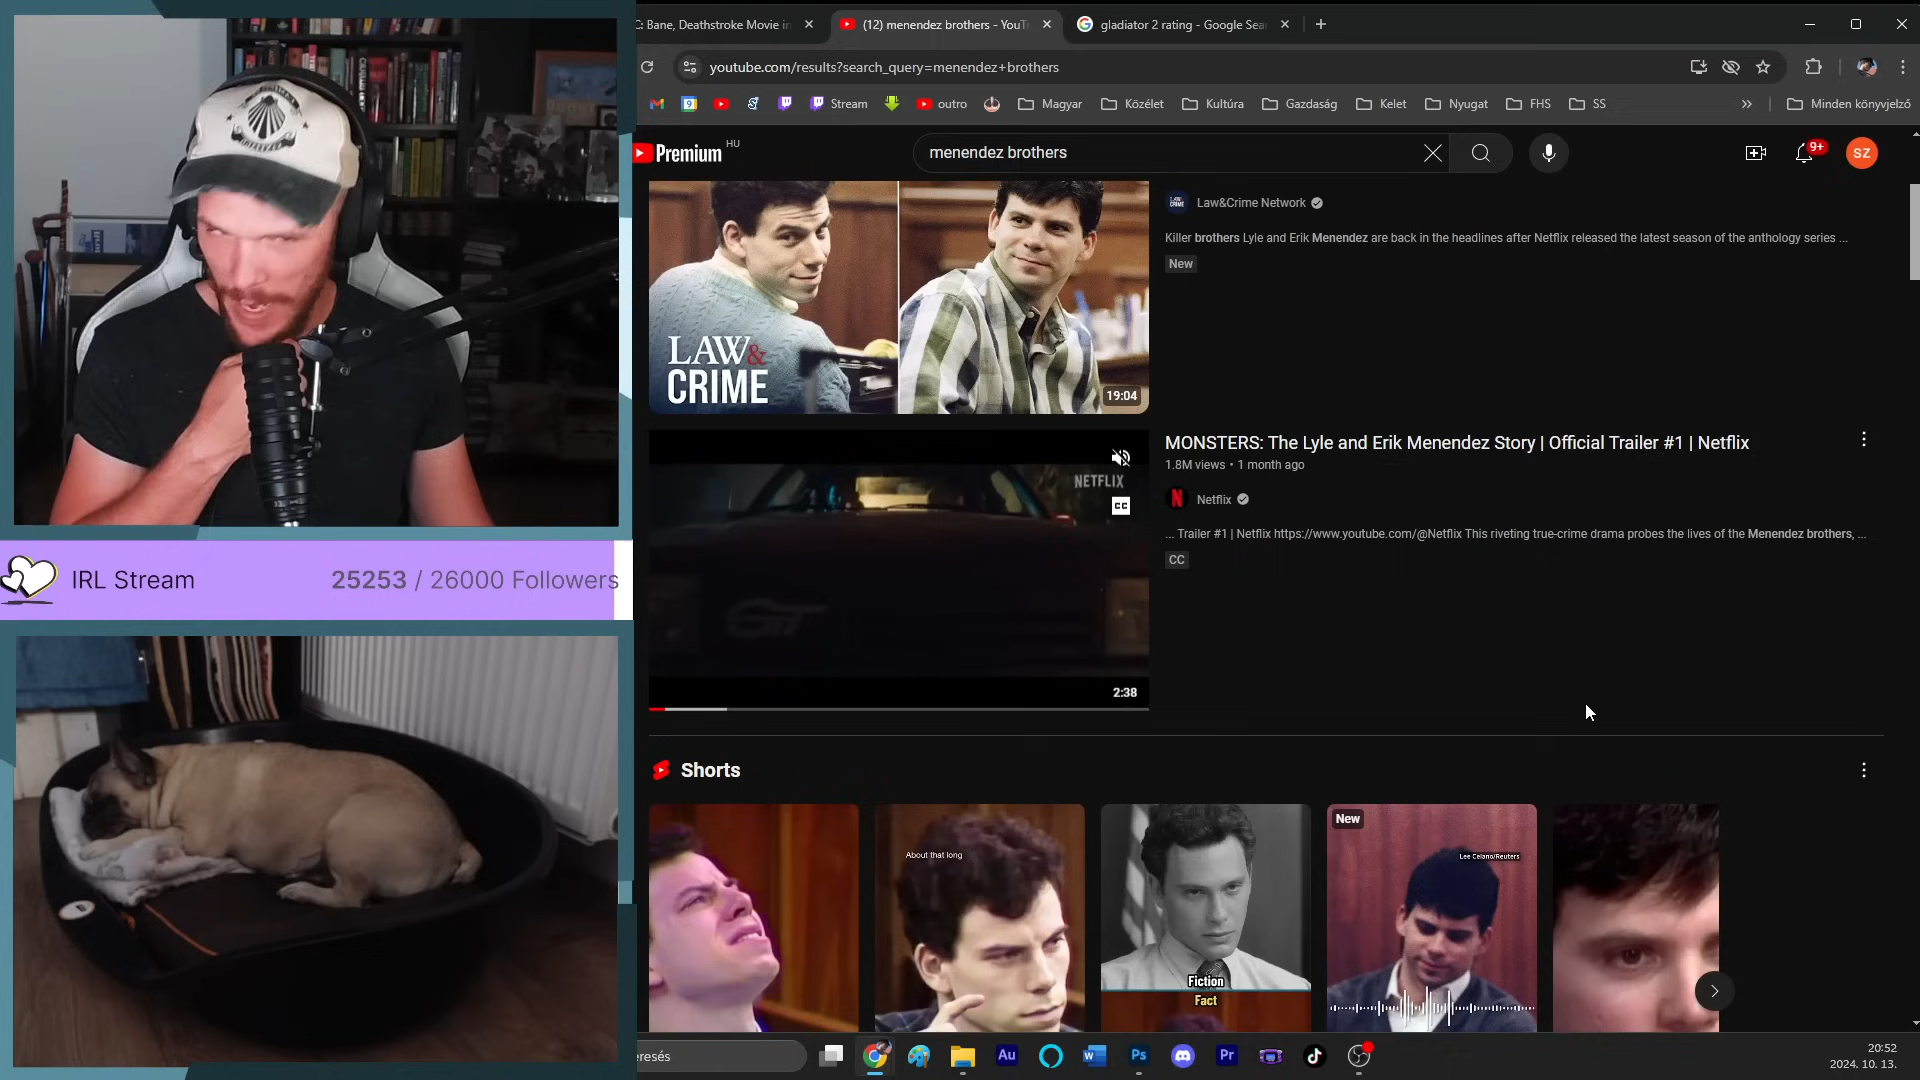 C: Bane, Deathstroke Movie in
(12) menendez brothers - YouT
gladiator 2 rating - Google Sea
youtube.com/results?search_query=menendez+brothers
Stream
outro
Magyar
Közélet
Kultúra
Gazdaság
Kelet
Nyugat
FHS
SS
Minden könyvjelző
Premium
HU
menendez brothers
9+
SZ
LAW&
CRIME
19:04
Law&Crime Network
Killer brothers Lyle and Erik Menendez are back in the headlines after Netflix released the latest season of the anthology series ...
New
NETFLIX
CC
2:38
MONSTERS: The Lyle and Erik Menendez Story | Official Trailer #1 | Netflix
1.8M views • 1 month ago
Netflix
... Trailer #1 | Netflix https://www.youtube.com/@Netflix This riveting true-crime drama probes the lives of the Menendez brothers, ...
CC
IRL Stream
25253 / 26000 Followers
Shorts
About that long
Fiction
Fact
New
Lee Celano/Reuters
eresés
Au
Ps
Pr
20:52
2024. 10. 13.